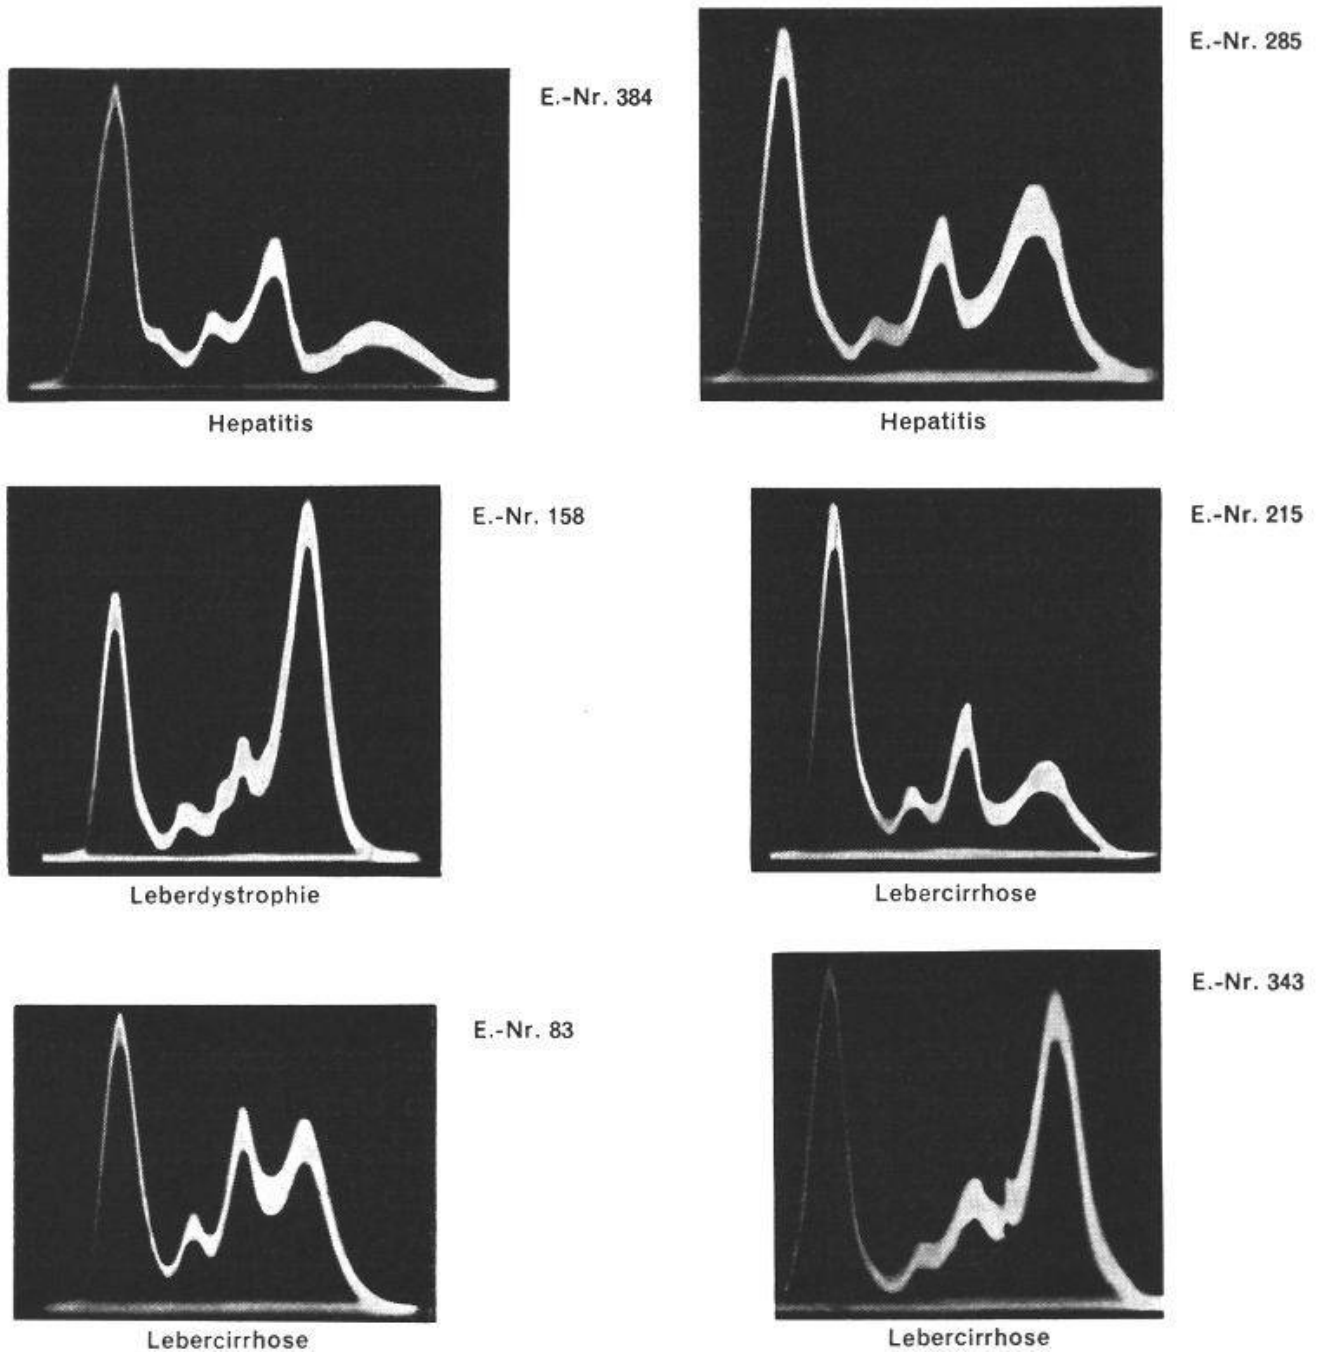 E.-Nr. 384
E.-Nr. 285
Hepatitis
Hepatitis
E.-Nr. 158
E.-Nr. 215
Leberdystrophie
Lebercirrhose
E.-Nr. 83
E.-Nr. 343
Lebercirrhose
Lebercirrhose